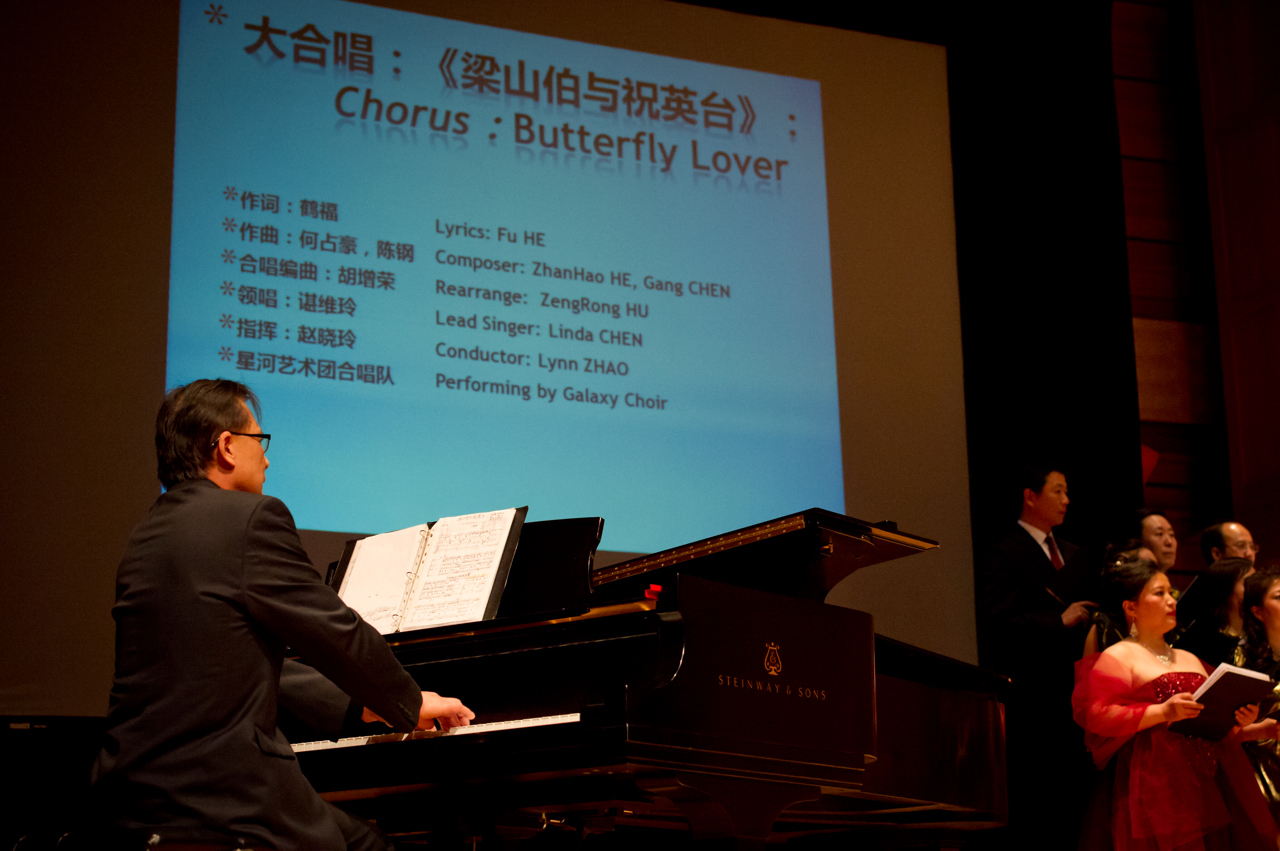 * 大合唱：《梁山伯与祝英台》：
Chorus : Butterfly Lover
*作词：鹤福
Lyrics: Fu HE
*作曲：何占豪，陈钢
Composer: ZhanHao HE, Gang CHEN
*合唱编曲：胡增荣
Rearrange: ZengRong HU
*领唱：谌维玲
Lead Singer: Linda CHEN
*指挥：赵晓玲
Conductor: Lynn ZHAO
*星河艺术团合唱队
Performing by Galaxy Choir
STEINWAY & SONS